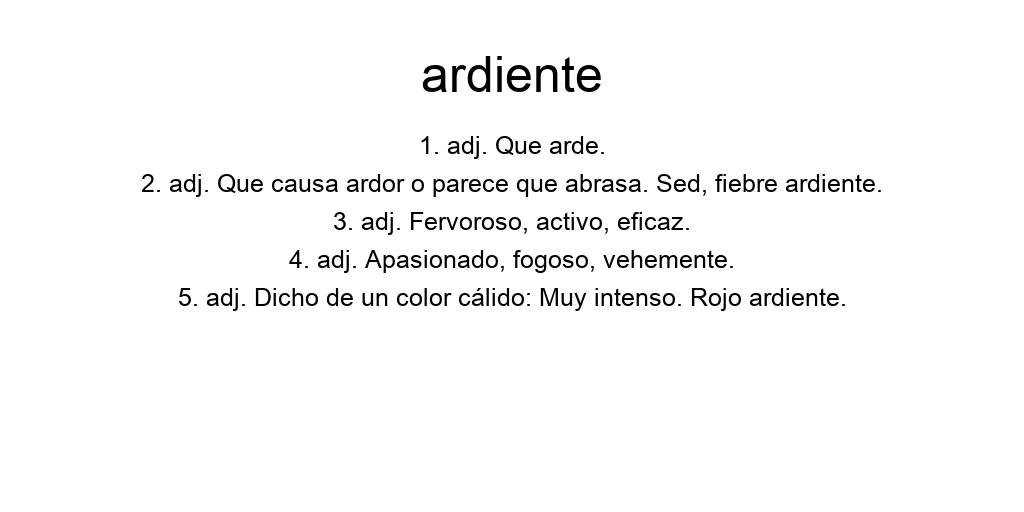 ardiente
1. adj. Que arde.
2. adj. Que causa ardor o parece que abrasa. Sed, fiebre ardiente.
3. adj. Fervoroso, activo, eficaz.
4. adj. Apasionado, fogoso, vehemente.
5. adj. Dicho de un color cálido: Muy intenso. Rojo ardiente.